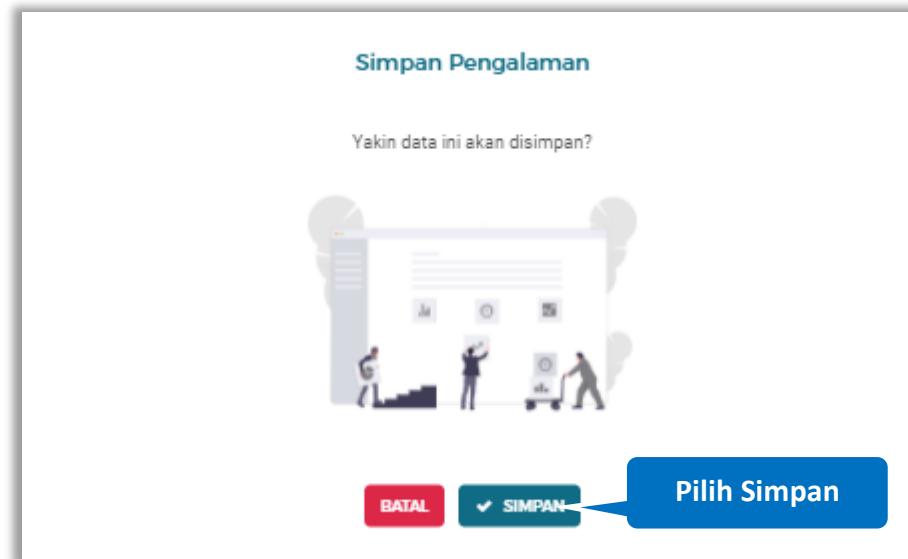 Simpan Pengalaman
Yakin data ini akan disimpan?
BATAL
SIMPAN
Pilih Simpan